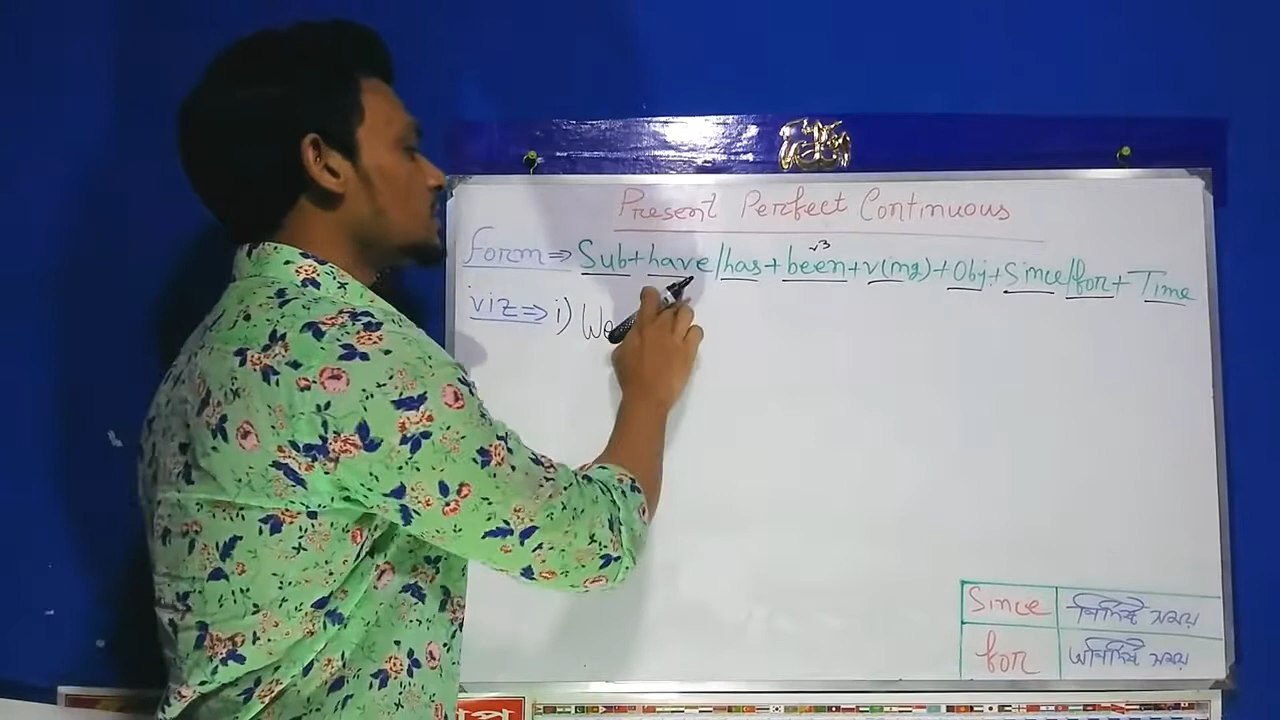 Present Perfect Continuous
Form⇒ Sub+have/has+been+v(ing)+Obj+Since/for+Time
v3
viz⇒ i) We
Since নির্দিষ্ট সময়
for অনির্দিষ্ট সময়